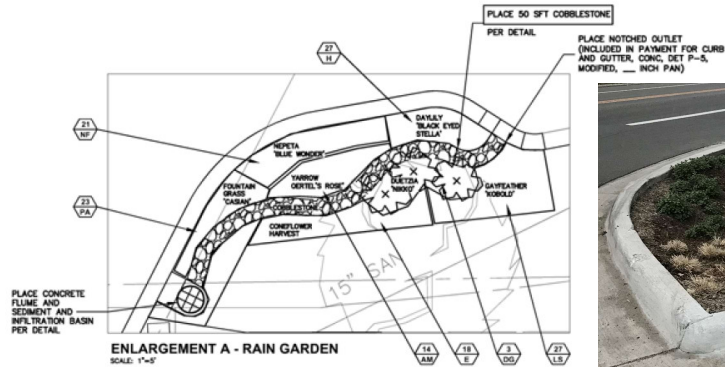 PLACE 50 SFT COBBLESTONE
PER DETAIL
PLACE NOTCHED OUTLET
(INCLUDED IN PAYMENT FOR CURB
AND GUTTER, CONC, DET P-5,
MODIFIED, __ INCH PAN)
27
H
21
NF
23
PA
NEPETA
"BLUE WONDER"
DAYLILY
"BLACK EYED
STELLA"
YARROW
OERTEL'S ROSE"
FOUNTAIN
GRASS
"CASIAN"
COBBLESTONE
DUETZIA
"NIKKO"
GAYFEATHER
"KOBOLD"
CONEFLOWER
HARVEST
15" SAN
PLACE CONCRETE
FLUME AND
SEDIMENT AND
INFILTRATION BASIN
PER DETAIL
ENLARGEMENT A - RAIN GARDEN
SCALE: 1"=5'
14
AM
18
E
3
DG
27
LS